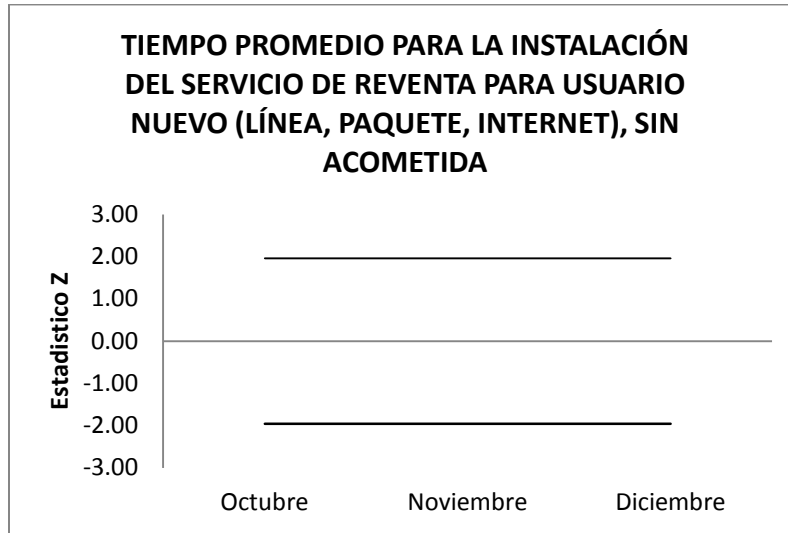 TIEMPO PROMEDIO PARA LA INSTALACIÓN
DEL SERVICIO DE REVENTA PARA USUARIO
NUEVO (LÍNEA, PAQUETE, INTERNET), SIN
ACOMETIDA
Estadistico Z
3.00
2.00
1.00
0.00
-1.00
-2.00
-3.00
Octubre Noviembre Diciembre